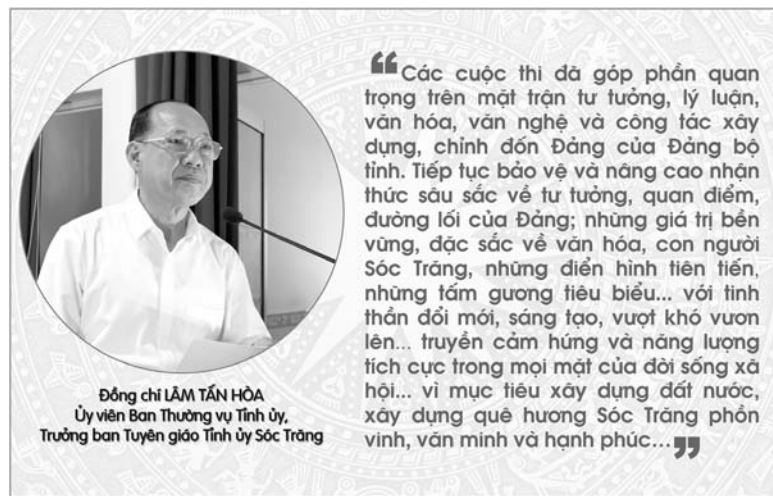 “Các cuộc thi đã góp phần quan
trọng trên mặt trận tư tưởng, lý luận,
văn hóa, văn nghệ và công tác xây
dựng, chỉnh đốn Đảng của Đảng bộ
tỉnh. Tiếp tục bảo vệ và nâng cao nhận
thức sâu sắc về tư tưởng, quan điểm,
đường lối của Đảng; những giá trị bền
vững, đặc sắc về văn hóa, con người
Sóc Trăng, những điển hình tiên tiến,
những tấm gương tiêu biểu... với tinh
thần đổi mới, sáng tạo, vượt khó vươn
lên... truyền cảm hứng và năng lượng
tích cực trong mọi mặt của đời sống xã
hội... vì mục tiêu xây dựng đất nước,
xây dựng quê hương Sóc Trăng phồn
vinh, văn minh và hạnh phúc...”
Đồng chí LÂM TẤN HÒA
Ủy viên Ban Thường vụ Tỉnh ủy,
Trưởng ban Tuyên giáo Tỉnh ủy Sóc Trăng